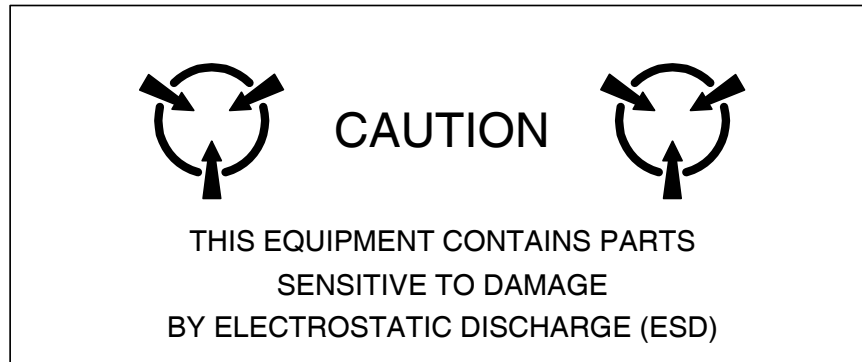 CAUTION
THIS EQUIPMENT CONTAINS PARTS
SENSITIVE TO DAMAGE
BY ELECTROSTATIC DISCHARGE (ESD)